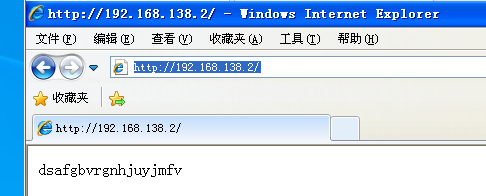 http://192.168.138.2/ - Windows Internet Explorer
文件(F) 编辑(E) 查看(V) 收藏夹(A) 工具(T) 帮助(H)
http://192.168.138.2/
收藏夹
http://192.168.138.2/
dsafgbvrgnhjuyjmfv